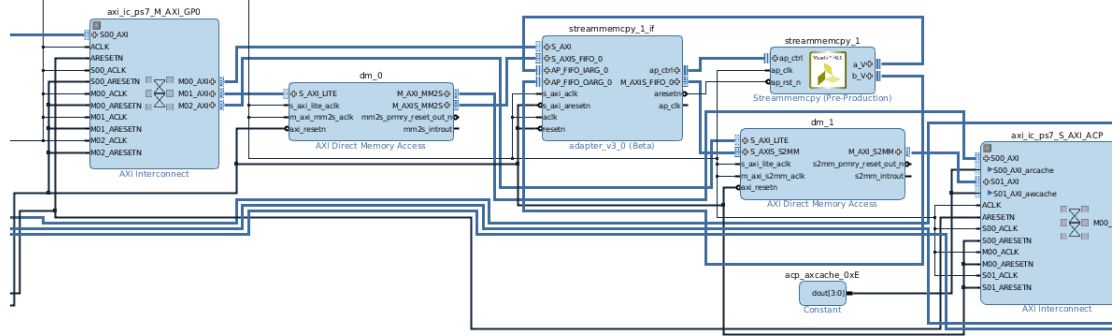 axi_ic_ps7_M_AXI_GP0
S00_AXI
ACLK
ARESETN
S00_ACLK
S00_ARESETN
M00_ACLK
M00_ARESETN
M01_ACLK
M01_ARESETN
M02_ACLK
M02_ARESETN
M00_AXI
M01_AXI
M02_AXI
AXI Interconnect
dm_0
S_AXI_LITE
s_axi_lite_aclk
m_axi_mm2s_aclk
axi_resetn
M_AXI_MM2S
M_AXIS_MM2S
mm2s_prmry_reset_out_n
mm2s_introut
AXI Direct Memory Access
streammemcpy_1_if
S_AXI
S_AXIS_FIFO_0
AP_FIFO_IARG_0
AP_FIFO_OARG_0
s_axi_aclk
s_axi_aresetn
aclk
resetn
ap_ctrl
M_AXIS_FIFO_0
aresetn
ap_clk
adapter_v3_0 (Beta)
streammemcpy_1
ap_ctrl
ap_clk
ap_rst_n
a_V
b_V
Streammemcpy (Pre-Production)
dm_1
S_AXI_LITE
S_AXIS_S2MM
s_axi_lite_aclk
m_axi_s2mm_aclk
axi_resetn
M_AXI_S2MM
s2mm_prmry_reset_out_n
s2mm_introut
AXI Direct Memory Access
acp_axcache_0xE
dout[3:0]
Constant
axi_ic_ps7_S_AXI_ACP
S00_AXI
S00_AXI_arcache
S01_AXI
S01_AXI_awcache
ACLK
ARESETN
S00_ACLK
S00_ARESETN
M00_ACLK
M00_ARESETN
S01_ACLK
S01_ARESETN
M00_
AXI Interconnect